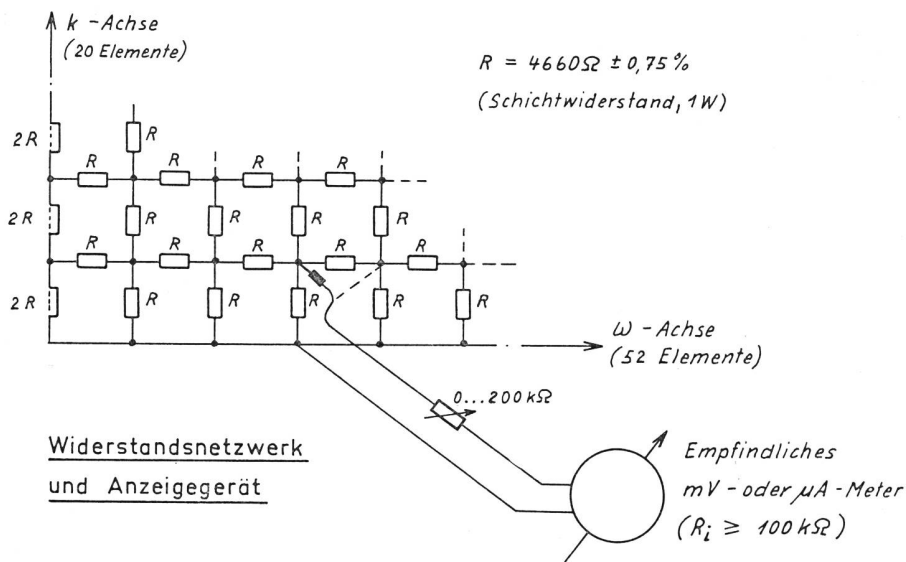 k - Achse
(20 Elemente)
R = 4660Ω ± 0,75 %
(Schichtwiderstand, 1W)
2R
R
R
R
R
R
2R
R
R
R
R
R
R
R
R
R
2R
R
R
R
R
R
ω - Achse
(52 Elemente)
0...200 kΩ
Widerstandsnetzwerk
und Anzeigegerät
Empfindliches
mV - oder µA - Meter
(Ri ≥ 100 kΩ)